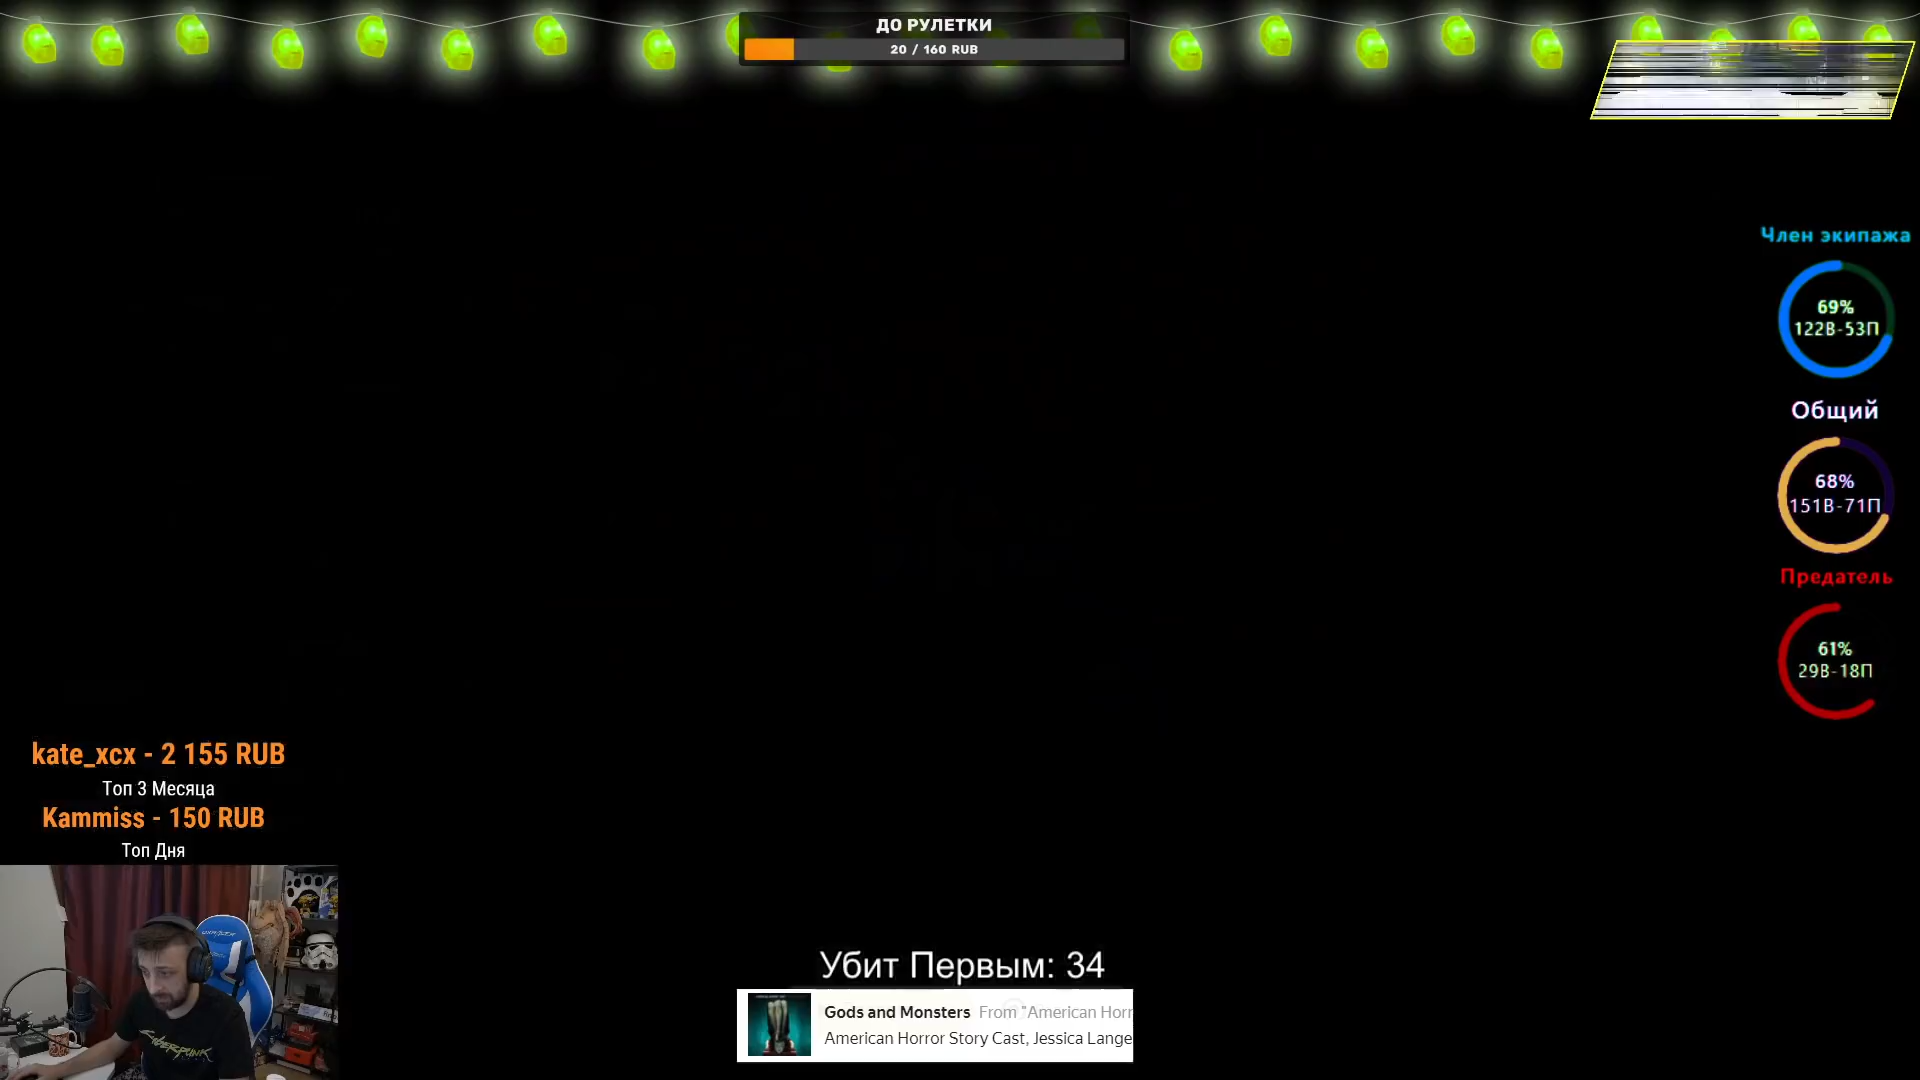 ДО РУЛЕТКИ
20 / 160 RUB
Член экипажа
69%
122В-53П
Общий
68%
151В-71П
Предатель
61%
29В-18П
kate_xcx - 2 155 RUB
Топ 3 Месяца
Kammiss - 150 RUB
Топ Дня
CYBERPUNK
Убит Первым: 34
Gods and Monsters From "American Horr
American Horror Story Cast, Jessica Lange